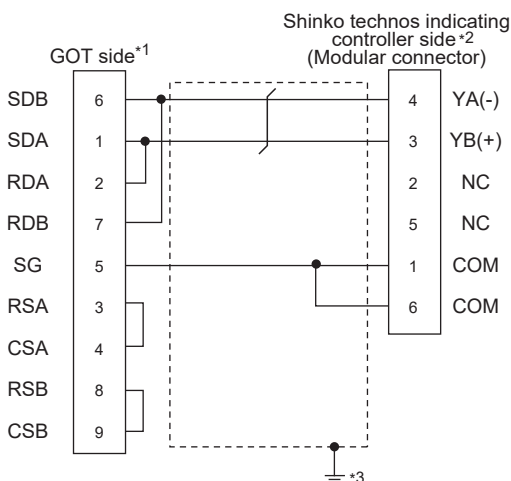 Shinko technos indicating
controller side*2
(Modular connector)
GOT side*1
SDB 6 4 YA(-)
SDA 1 3 YB(+)
RDA 2 2 NC
RDB 7 5 NC
SG 5 1 COM
RSA 3 6 COM
CSA 4
RSB 8
CSB 9
*3